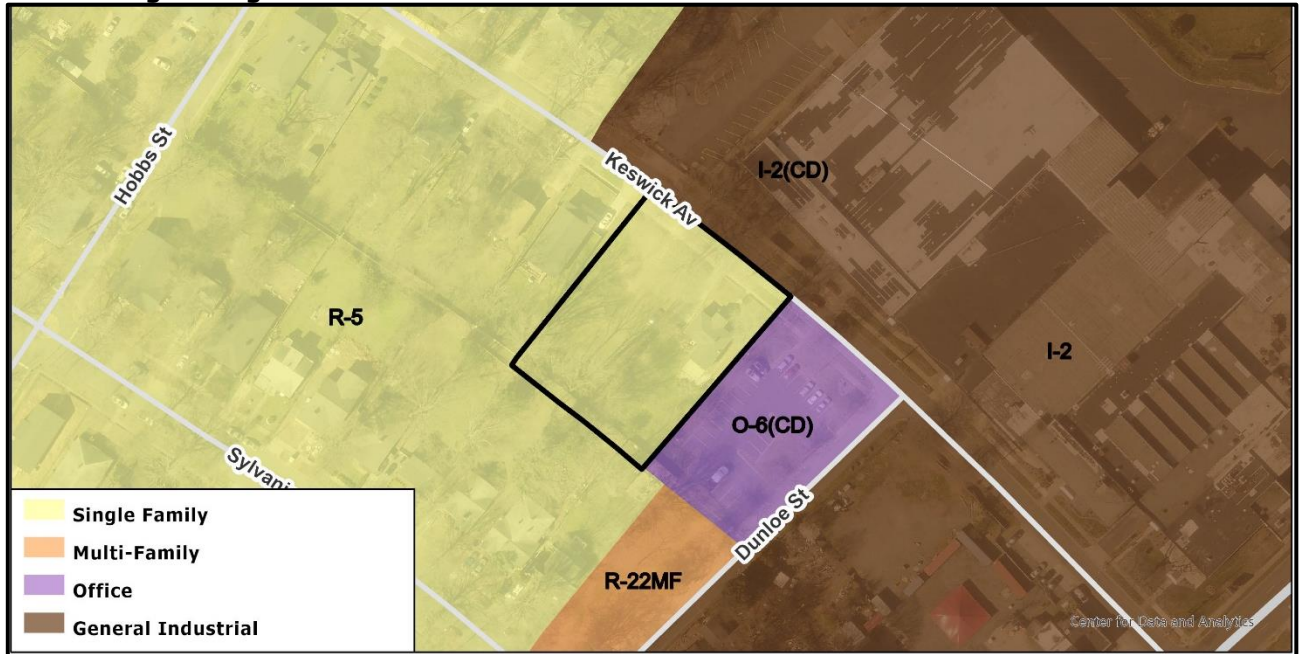 Hobbs St
Keswick Av
I-2(CD)
R-5
I-2
O-6(CD)
Sylvani
Dunloe St
R-22MF
Single Family
Multi-Family
Office
General Industrial
Center for Data and Analytics